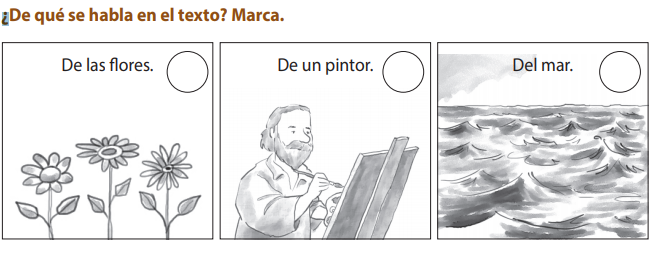 ¿De qué se habla en el texto? Marca.
De las flores.
De un pintor.
Del mar.